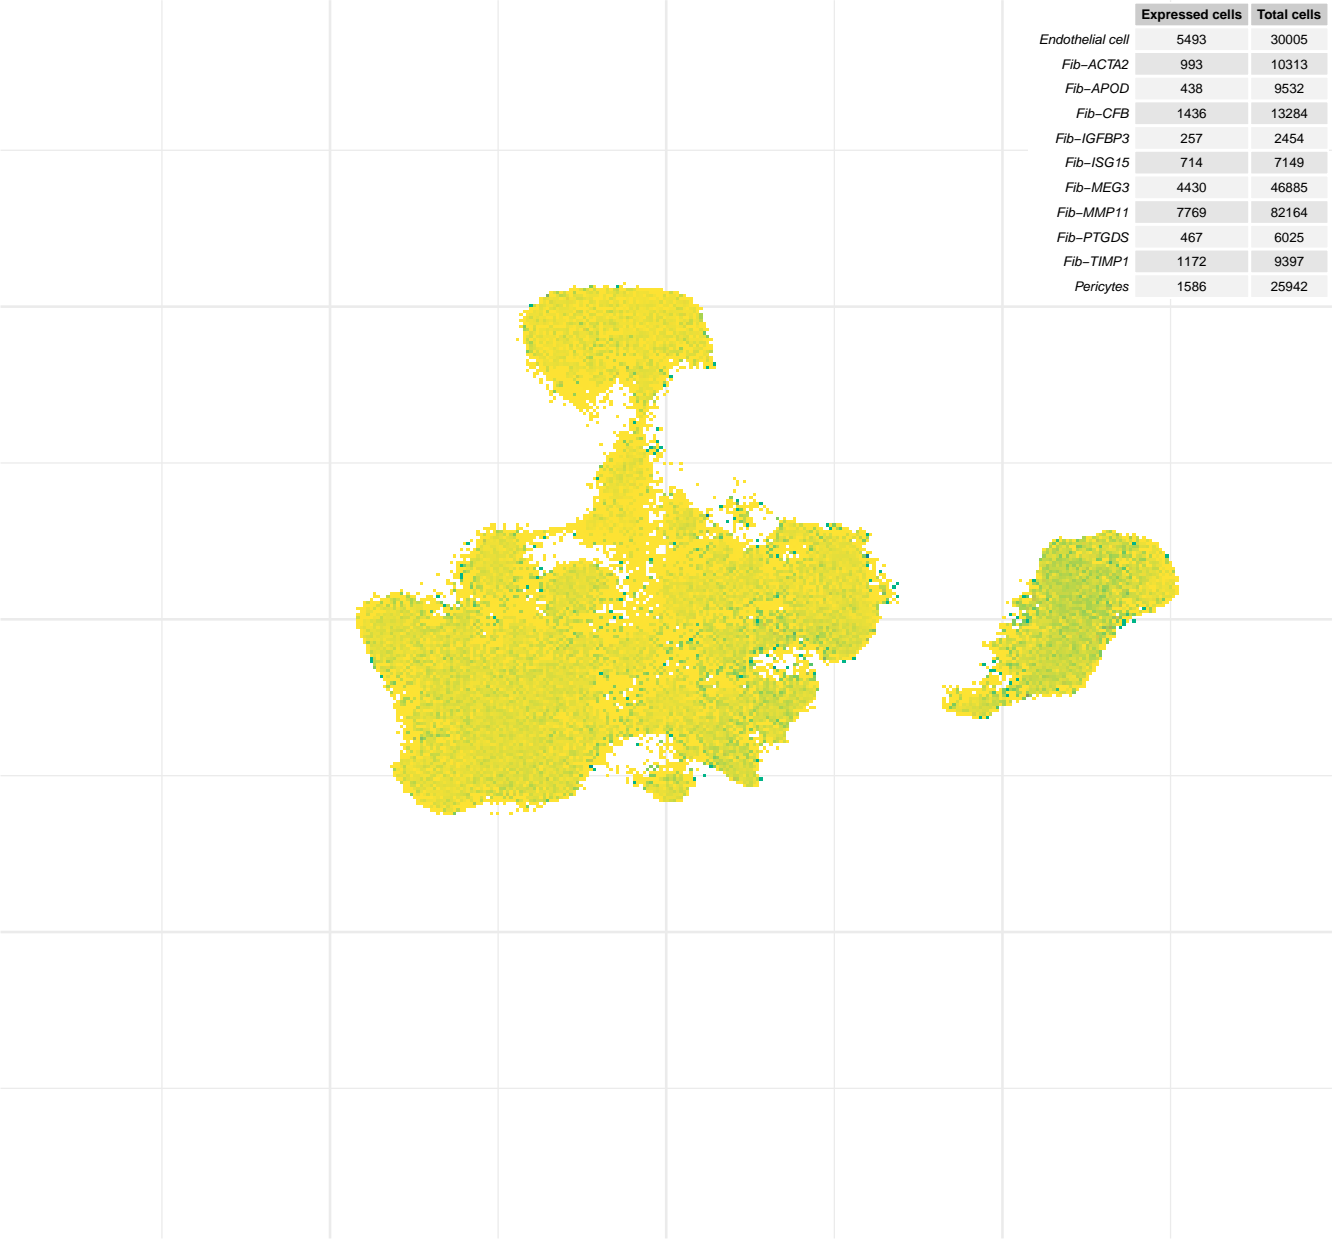 Expressed cells Total cells
Endothelial cell 5493 30005
Fib−ACTA2 993 10313
Fib−APOD 438 9532
Fib−CFB 1436 13284
Fib−IGFBP3 257 2454
Fib−ISG15 714 7149
Fib−MEG3 4430 46885
Fib−MMP11 7769 82164
Fib−PTGDS 467 6025
Fib−TIMP1 1172 9397
Pericytes 1586 25942